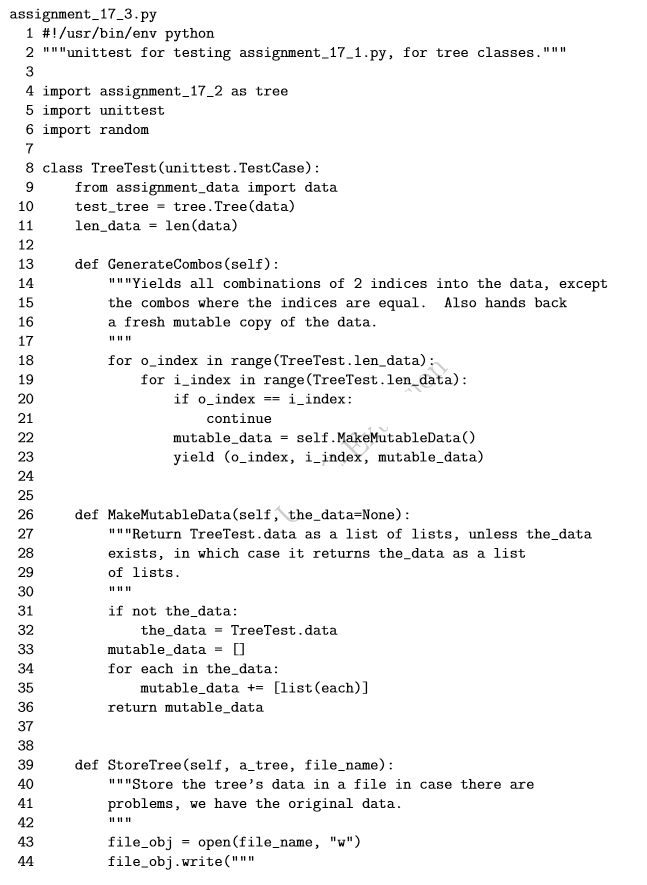 assignment_17_3.py
1 #!/usr/bin/env python
2 """unittest for testing assignment_17_1.py, for tree classes."""
3
4 import assignment_17_2 as tree
5 import unittest
6 import random
7
8 class TreeTest(unittest.TestCase):
9     from assignment_data import data
10     test_tree = tree.Tree(data)
11     len_data = len(data)
12
13     def GenerateCombos(self):
14         """Yields all combinations of 2 indices into the data, except
15         the combos where the indices are equal.  Also hands back
16         a fresh mutable copy of the data.
17         """
18         for o_index in range(TreeTest.len_data):
19             for i_index in range(TreeTest.len_data):
20                 if o_index == i_index:
21                     continue
22                 mutable_data = self.MakeMutableData()
23                 yield (o_index, i_index, mutable_data)
24
25
26     def MakeMutableData(self, the_data=None):
27         """Return TreeTest.data as a list of lists, unless the_data
28         exists, in which case it returns the_data as a list
29         of lists.
30         """
31         if not the_data:
32             the_data = TreeTest.data
33         mutable_data = []
34         for each in the_data:
35             mutable_data += [list(each)]
36         return mutable_data
37
38
39     def StoreTree(self, a_tree, file_name):
40         """Store the tree's data in a file in case there are
41         problems, we have the original data.
42         """
43         file_obj = open(file_name, "w")
44         file_obj.write("""